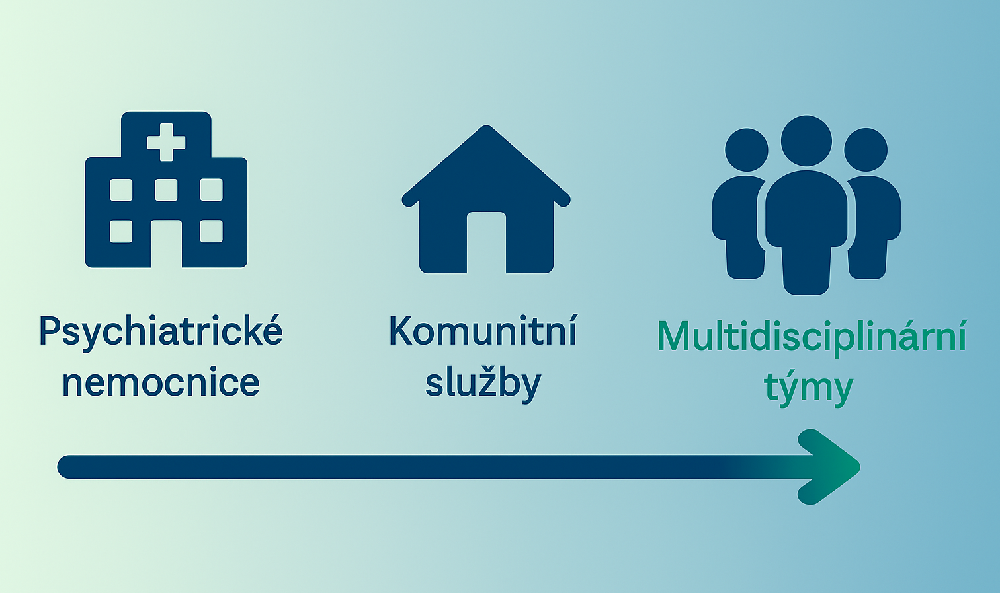 Psychiatrické
nemocnice
Komunitní
služby
Multidisciplinární
týmy